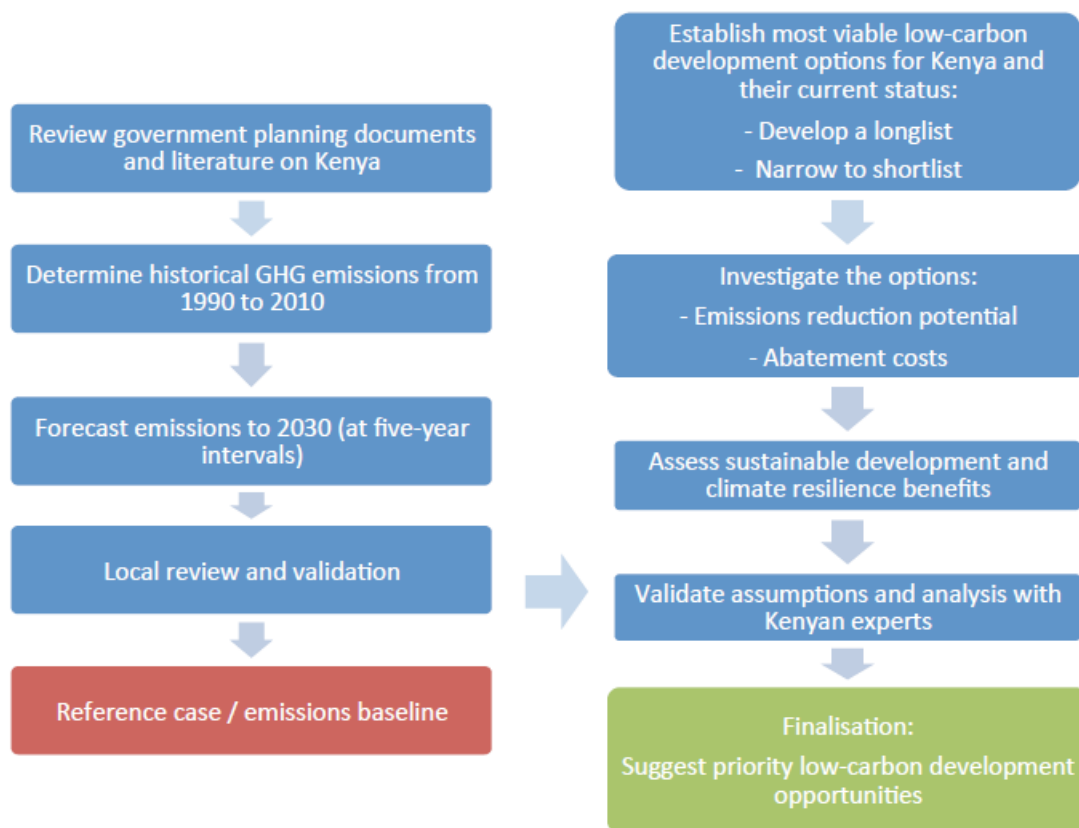 Review government planning documents
and literature on Kenya
Determine historical GHG emissions from
1990 to 2010
Forecast emissions to 2030 (at five-year
intervals)
Local review and validation
Reference case / emissions baseline
Establish most viable low-carbon
development options for Kenya and
their current status:
- Develop a longlist
- Narrow to shortlist
Investigate the options:
- Emissions reduction potential
- Abatement costs
Assess sustainable development and
climate resilience benefits
Validate assumptions and analysis with
Kenyan experts
Finalisation:
Suggest priority low-carbon development
opportunities